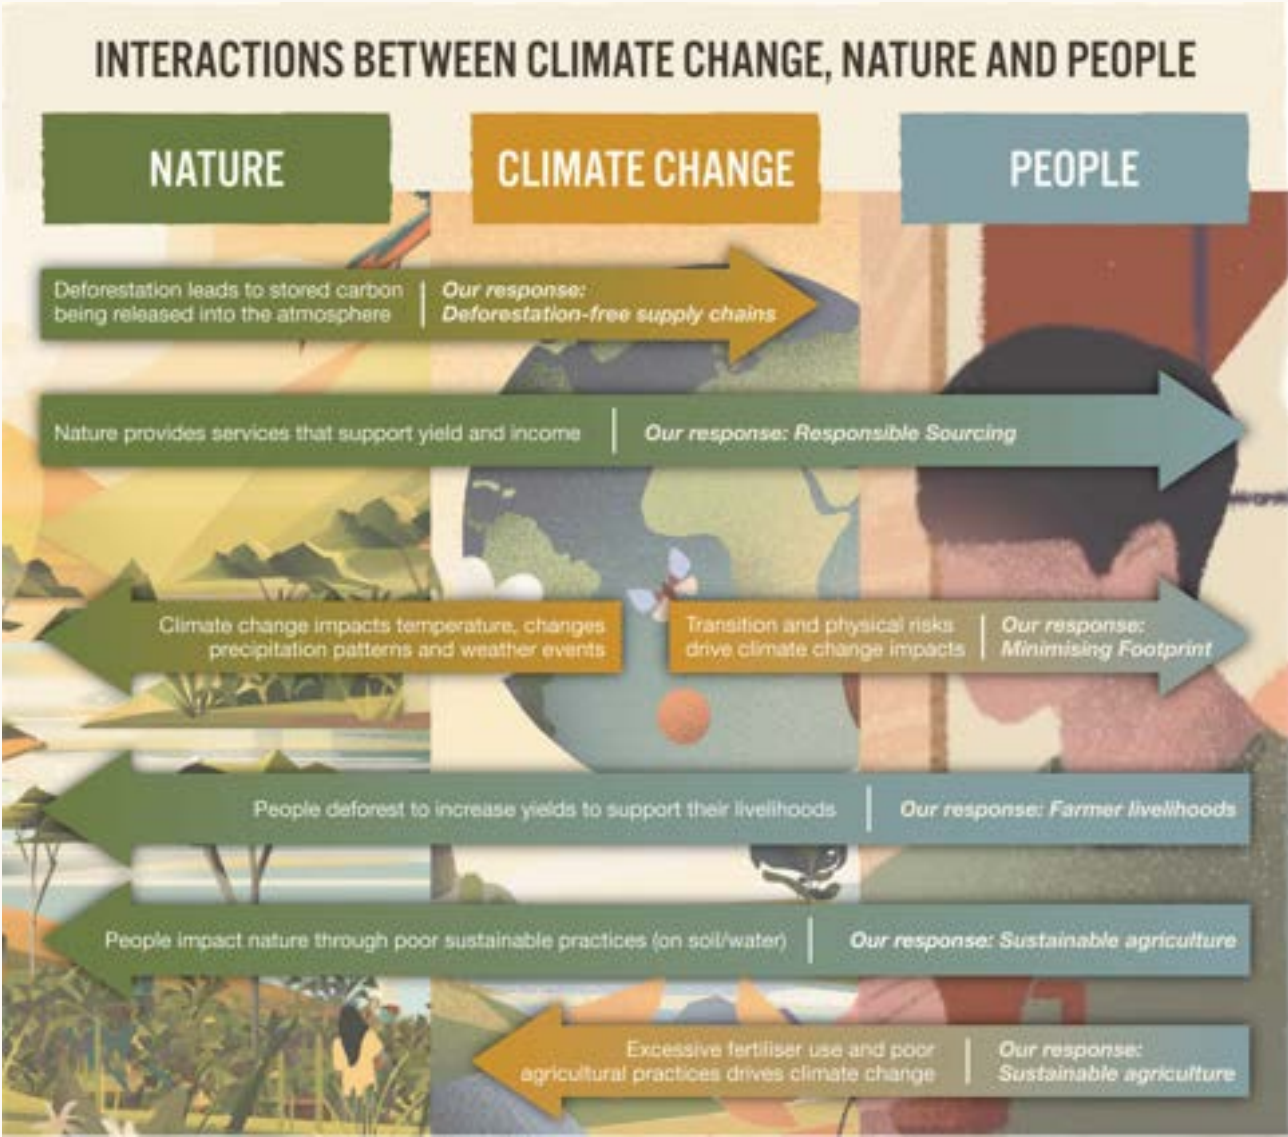 INTERACTIONS BETWEEN CLIMATE CHANGE, NATURE AND PEOPLE
NATURE
CLIMATE CHANGE
PEOPLE
Deforestation leads to stored carbon
being released into the atmosphere
Our response:
Deforestation-free supply chains
Nature provides services that support yield and income
Our response: Responsible Sourcing
Climate change impacts temperature, changes
precipitation patterns and weather events
Transition and physical risks
drive climate change impacts
Our response:
Minimising Footprint
People deforest to increase yields to support their livelihoods
Our response: Farmer livelihoods
People impact nature through poor sustainable practices (on soil/water)
Our response: Sustainable agriculture
Excessive fertiliser use and poor
agricultural practices drives climate change
Our response:
Sustainable agriculture